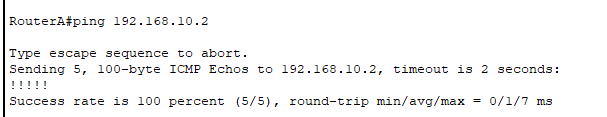 RouterA#ping 192.168.10.2
Type escape sequence to abort.
Sending 5, 100-byte ICMP Echos to 192.168.10.2, timeout is 2 seconds:
!!!!!
Success rate is 100 percent (5/5), round-trip min/avg/max = 0/1/7 ms